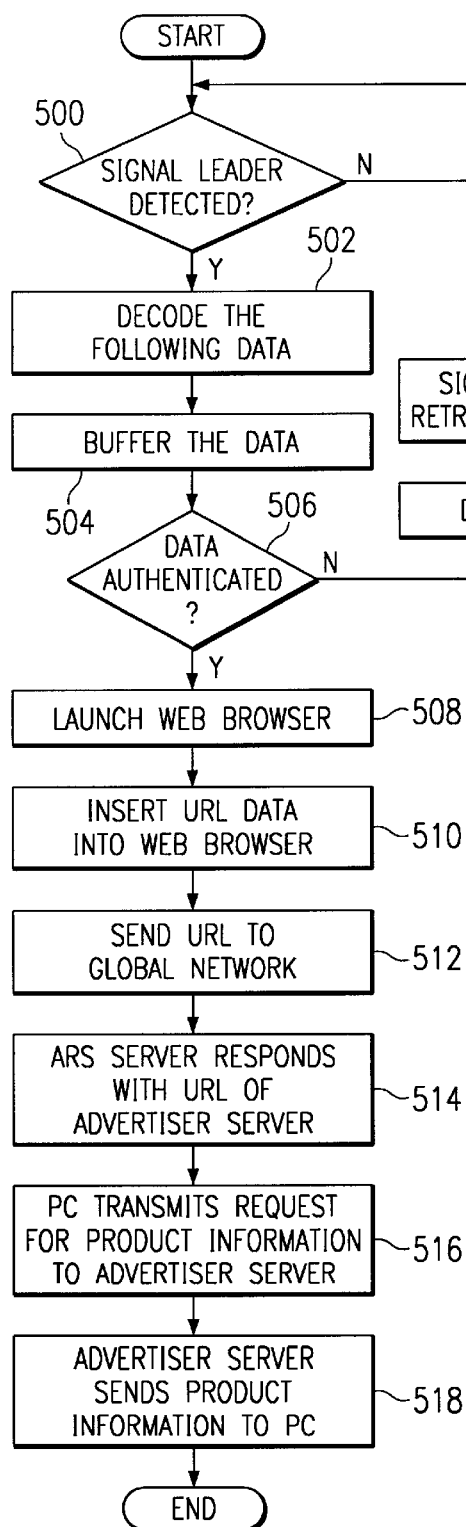 START
500
SIGNAL LEADER
DETECTED?
N
Y
502
DECODE THE
FOLLOWING DATA
BUFFER THE DATA
504
506
DATA
AUTHENTICATED
?
N
Y
LAUNCH WEB BROWSER
508
INSERT URL DATA
INTO WEB BROWSER
510
SEND URL TO
GLOBAL NETWORK
512
ARS SERVER RESPONDS
WITH URL OF
ADVERTISER SERVER
514
PC TRANSMITS REQUEST
FOR PRODUCT INFORMATION
TO ADVERTISER SERVER
516
ADVERTISER SERVER
SENDS PRODUCT
INFORMATION TO PC
518
END